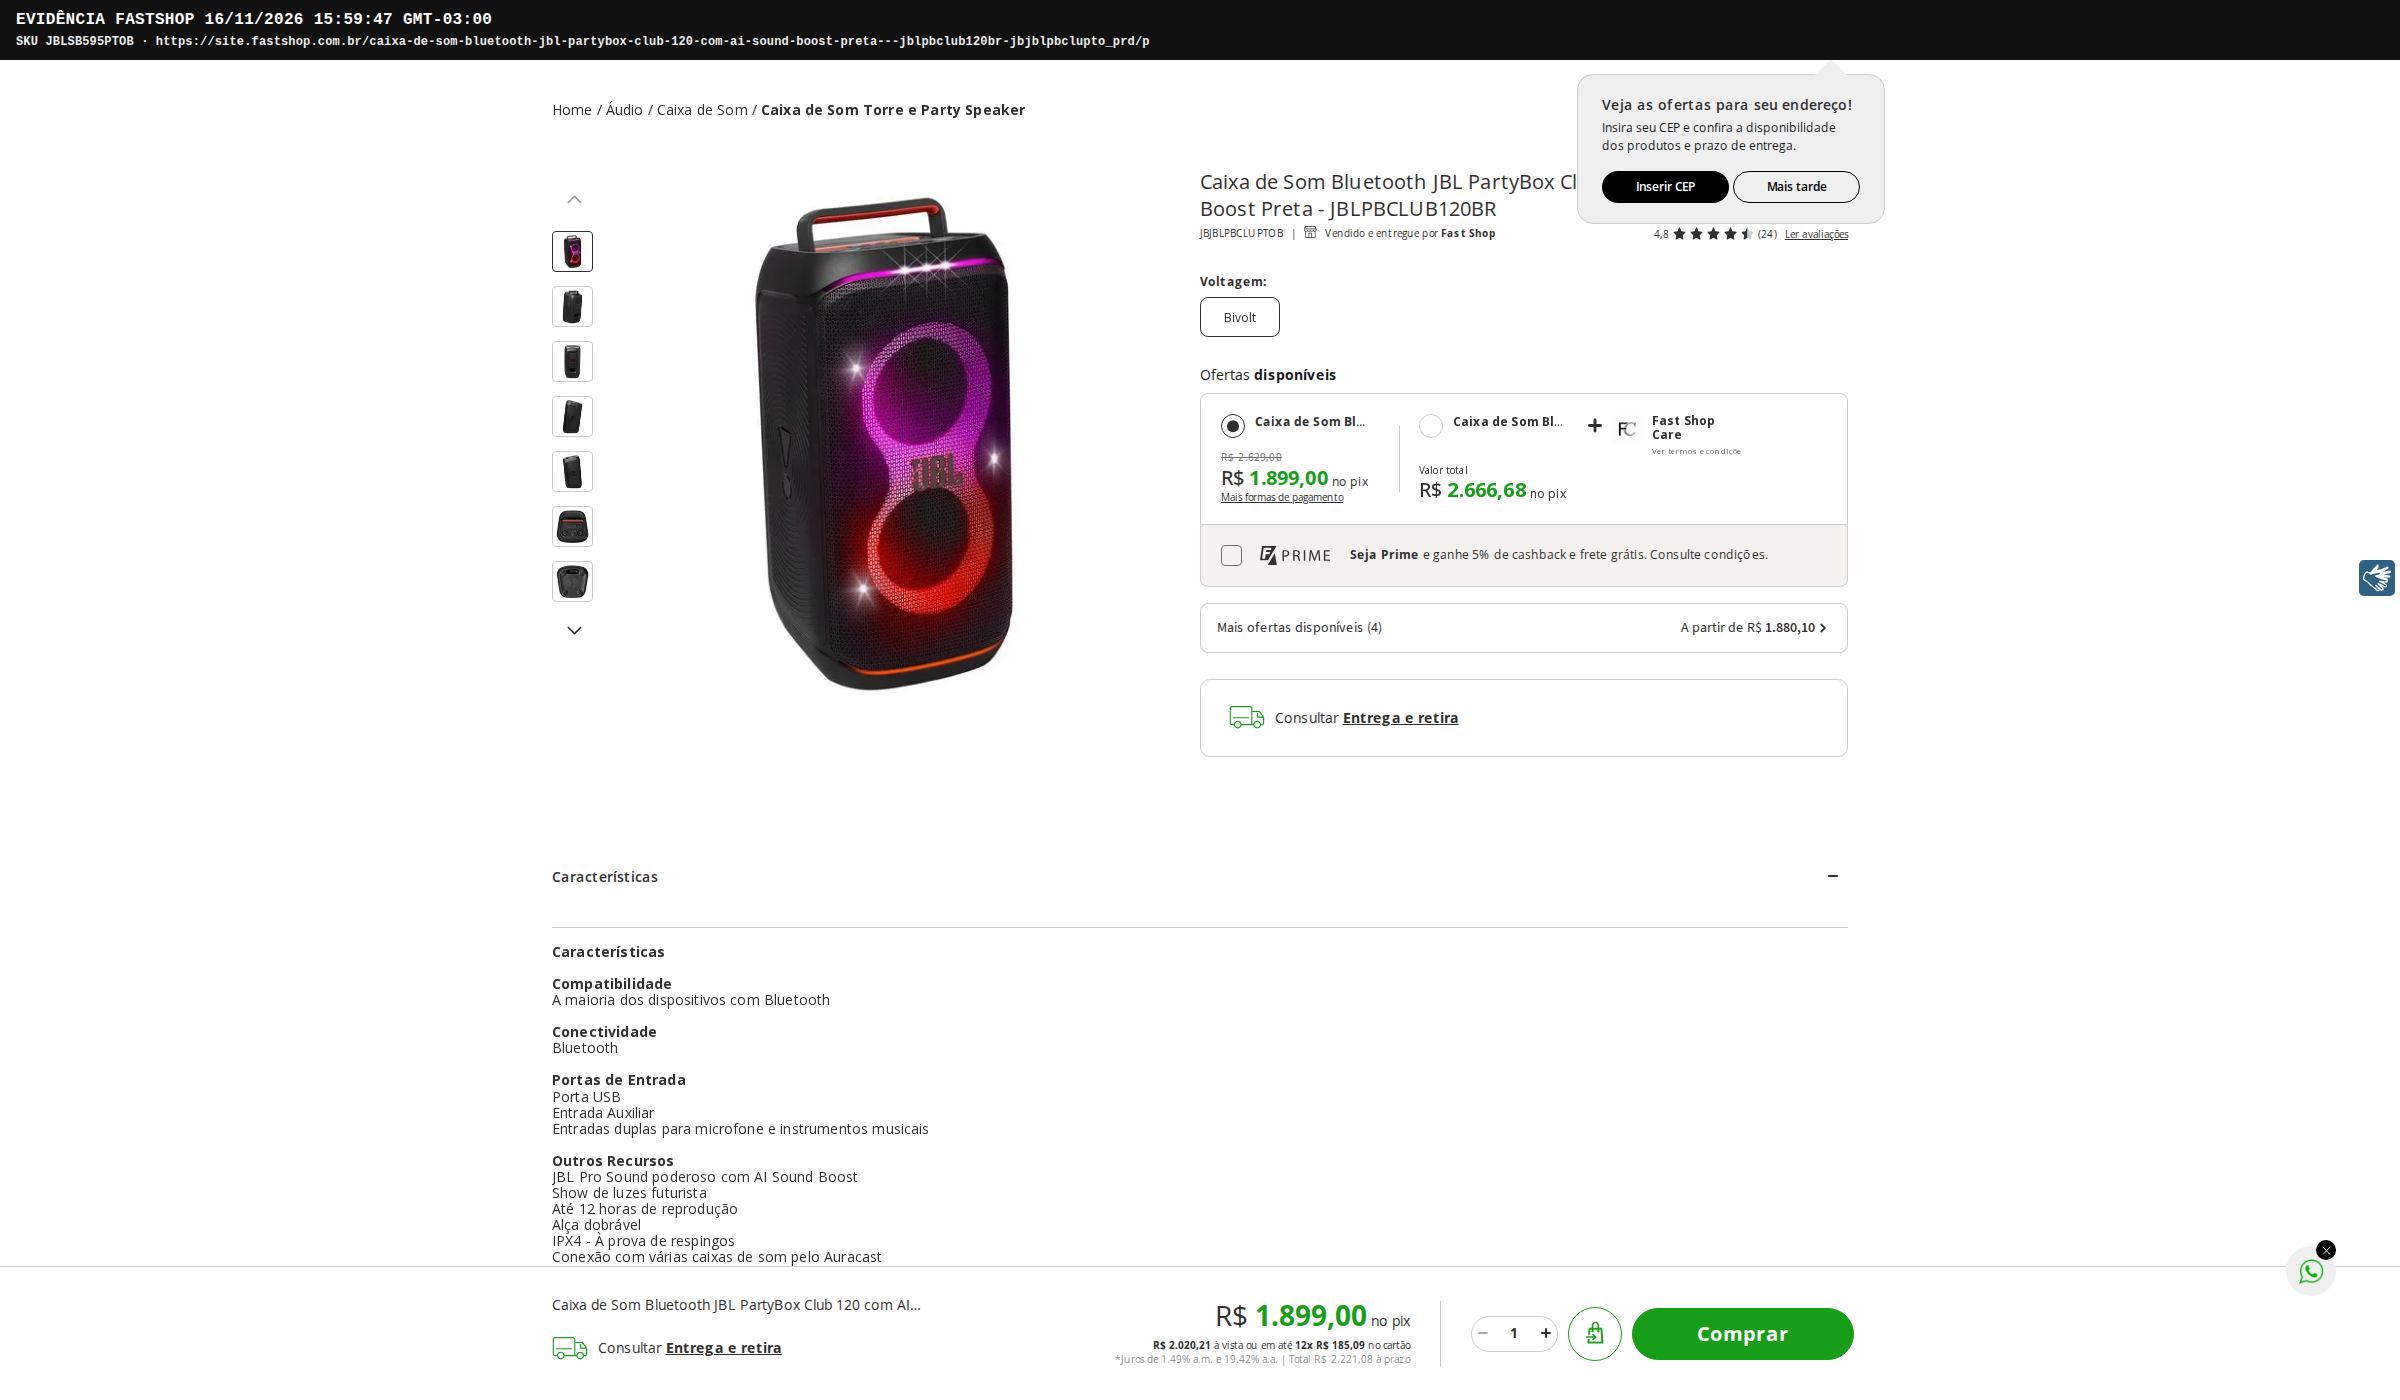 EVIDÊNCIA FASTSHOP 16/11/2026 15:59:47 GMT-03:00
SKU JBLSB595PTOB · https://site.fastshop.com.br/caixa-de-som-bluetooth-jbl-partybox-club-120-com-ai-sound-boost-preta---jblpbclub120br-jbjblpbclupto_prd/p
Home / Áudio / Caixa de Som / Caixa de Som Torre e Party Speaker
Veja as ofertas para seu endereço!
Insira seu CEP e confira a disponibilidade
dos produtos e prazo de entrega.
Inserir CEP
Mais tarde
Caixa de Som Bluetooth JBL PartyBox Cl
Boost Preta - JBLPBCLUB120BR
JBJBLPBCLUPTOB | Vendido e entregue por Fast Shop
4,8 (24) Ler avaliações
Voltagem:
Bivolt
Ofertas disponíveis
Caixa de Som Bl...
R$ 2.629,00
R$ 1.899,00 no pix
Mais formas de pagamento
Caixa de Som Bl...
+
FC
Fast Shop
Care
Ver termos e condiçõe
Valor total
R$ 2.666,68 no pix
PRIME
Seja Prime e ganhe 5% de cashback e frete grátis. Consulte condições.
Mais ofertas disponíveis (4)
A partir de R$ 1.880,10
Consultar Entrega e retira
JBL
Características
Características
Compatibilidade
A maioria dos dispositivos com Bluetooth
Conectividade
Bluetooth
Portas de Entrada
Porta USB
Entrada Auxiliar
Entradas duplas para microfone e instrumentos musicais
Outros Recursos
JBL Pro Sound poderoso com AI Sound Boost
Show de luzes futurista
Até 12 horas de reprodução
Alça dobrável
IPX4 - À prova de respingos
Conexão com várias caixas de som pelo Auracast
Caixa de Som Bluetooth JBL PartyBox Club 120 com AI...
Consultar Entrega e retira
R$ 1.899,00 no pix
R$ 2.020,21 à vista ou em até 12x R$ 185,09 no cartão
*Juros de 1.49% a.m. e 19.42% a.a. | Total R$ 2.221,08 à prazo
1
Comprar